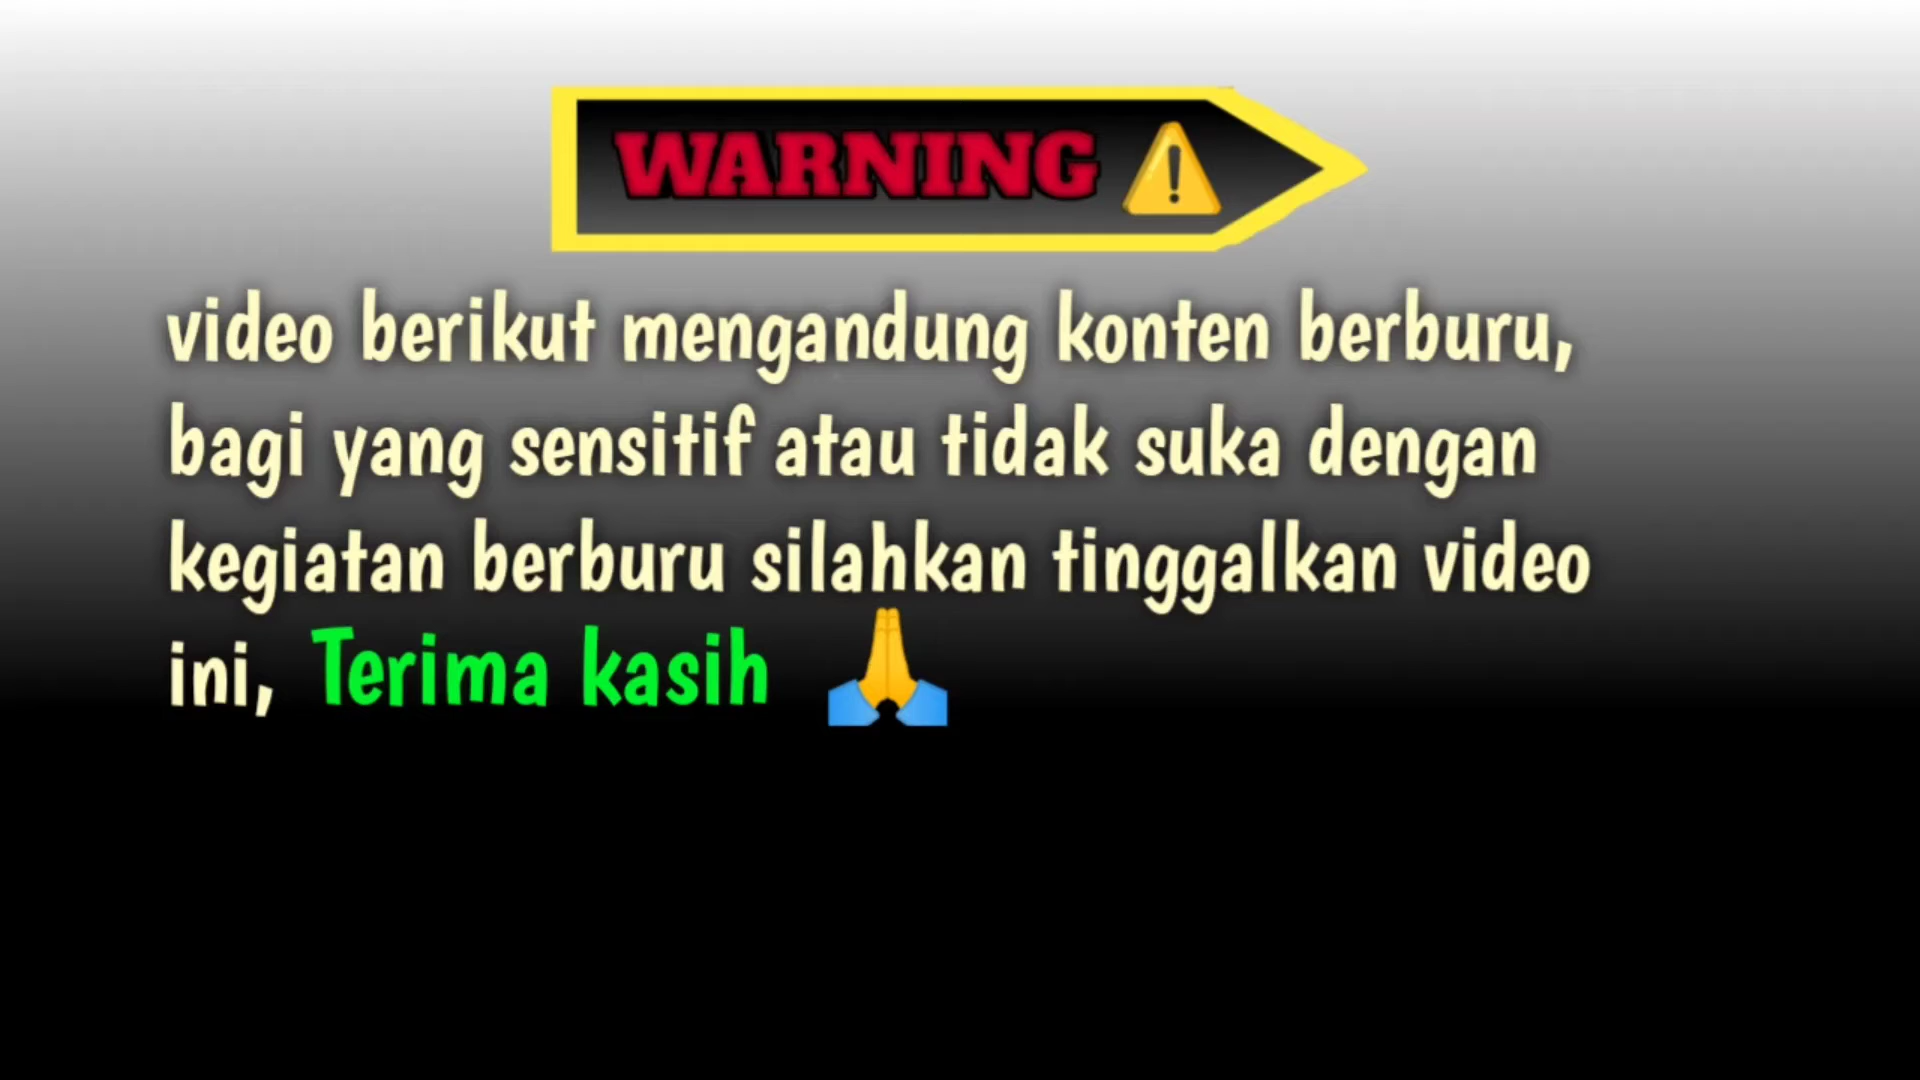 WARNING ⚠️
video berikut mengandung konten berburu,
bagi yang sensitif atau tidak suka dengan
kegiatan berburu silahkan tinggalkan video
ini, Terima kasih 🙏